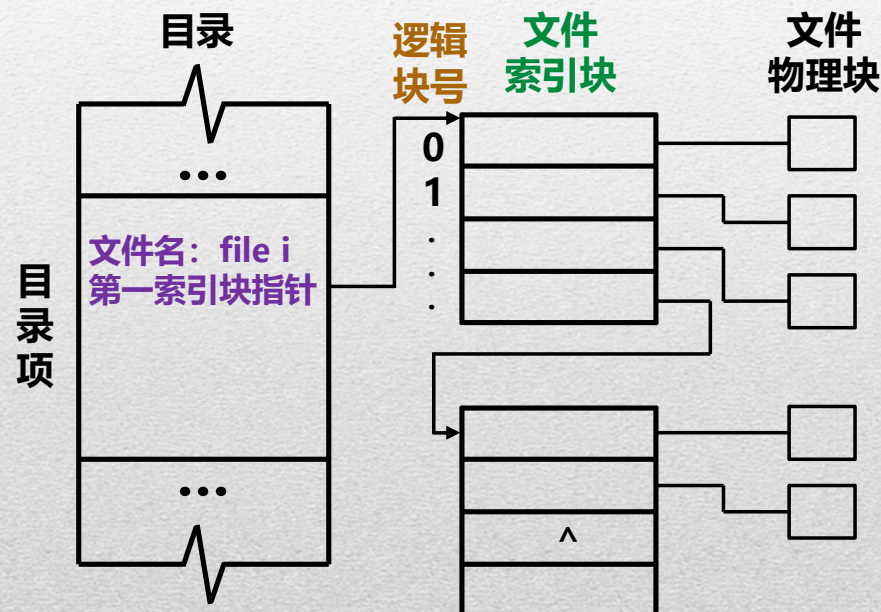 目录
逻辑
块号
文件
索引块
文件
物理块
...
0
1
.
.
.
文件名：file i
第一索引块指针
目
录
项
...
^